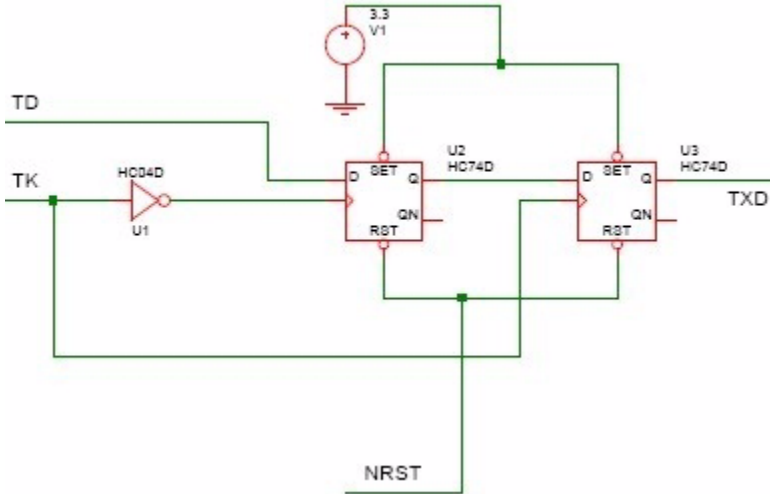 3.3
V1
TD
TK
HC04D
U1
U2
HC74D
D
SET
Q
QN
RST
U3
HC74D
D
SET
Q
QN
RST
TXD
NRST